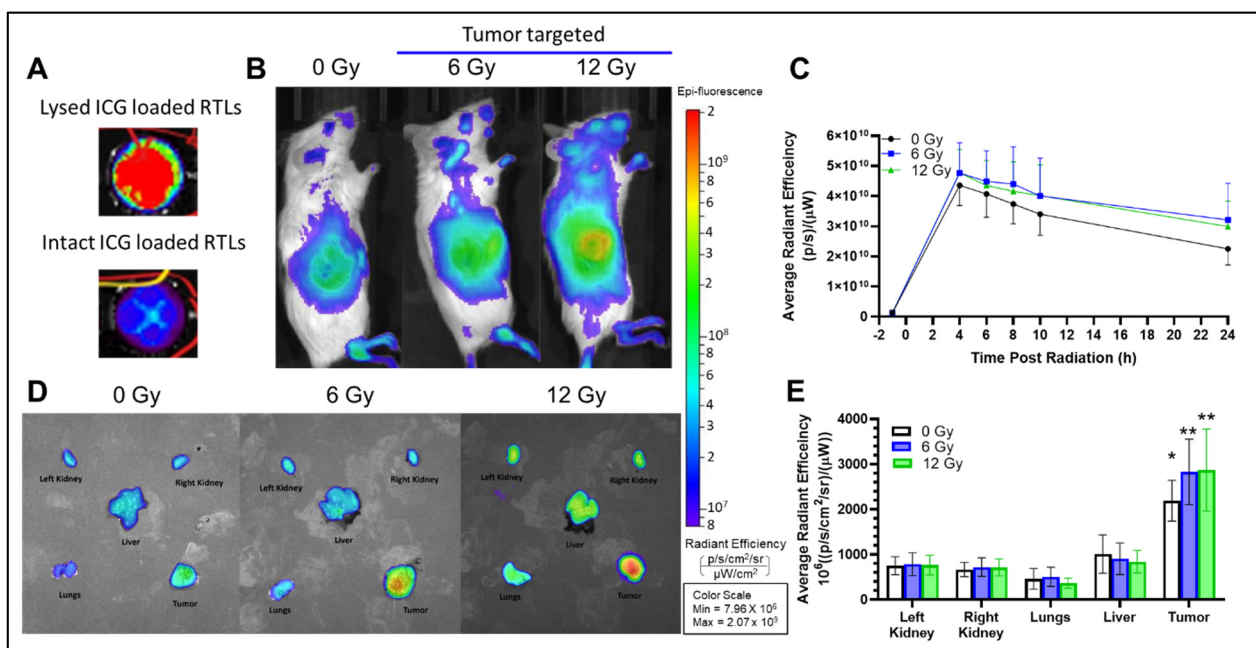 A
Lysed ICG loaded RTLs
Intact ICG loaded RTLs
B
Tumor targeted
0 Gy
6 Gy
12 Gy
Epi-fluorescence
2
10⁹
8
6
4
3
2
10⁸
8
6
4
3
2
10⁷
8
Radiant Efficiency
p/s/cm²/sr
µW/cm²
Color Scale
Min = 7.96 X 10⁶
Max = 2.07 x 10⁹
C
Average Radiant Efficeincy
(p/s)/(µW)
6×10¹⁰
5×10¹⁰
4×10¹⁰
3×10¹⁰
2×10¹⁰
1×10¹⁰
0
0 Gy
6 Gy
12 Gy
-2 0 2 4 6 8 10 12 14 16 18 20 22 24
Time Post Radiation (h)
D
0 Gy
6 Gy
12 Gy
Left Kidney
Right Kidney
Liver
Lungs
Tumor
Left Kidney
Right Kidney
Liver
Lungs
Tumor
Left Kidney
Right Kidney
Liver
Lungs
Tumor
E
Average Radiant Efficeincy
10⁶((p/s/cm²/sr)/(µW))
4000
3000
2000
1000
0
0 Gy
6 Gy
12 Gy
* ** **
Left Kidney
Right Kidney
Lungs
Liver
Tumor